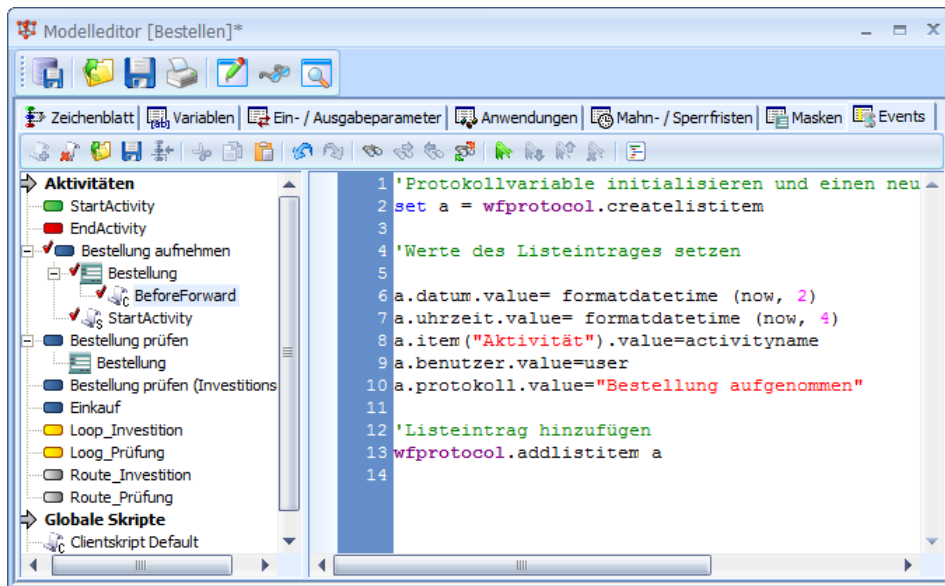 Modelleditor [Bestellen]*
Zeichenblatt Variablen Ein- / Ausgabeparameter Anwendungen Mahn- / Sperrfristen Masken Events
Aktivitäten
StartActivity
EndActivity
Bestellung aufnehmen
Bestellung
BeforeForward
StartActivity
Bestellung prüfen
Bestellung
Bestellung prüfen (Investitions
Einkauf
Loop_Investition
Loog_Prüfung
Route_Investition
Route_Prüfung
Globale Skripte
Clientskript Default
1 'Protokollvariable initialisieren und einen neu
2 set a = wfprotocol.createlistitem
3
4 'Werte des Listeintrages setzen
5
6 a.datum.value= formatdatetime (now, 2)
7 a.uhrzeit.value= formatdatetime (now, 4)
8 a.item("Aktivität").value=activityname
9 a.benutzer.value=user
10 a.protokoll.value="Bestellung aufgenommen"
11
12 'Listeintrag hinzufügen
13 wfprotocol.addlistitem a
14